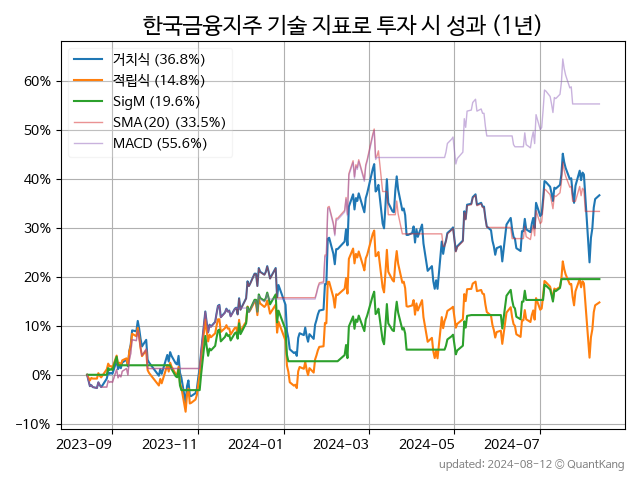 한국금융지주 기술 지표로 투자 시 성과 (1년)
거치식 (36.8%)
적립식 (14.8%)
SigM (19.6%)
SMA(20) (33.5%)
MACD (55.6%)
60%
50%
40%
30%
20%
10%
0%
−10%
2023−09
2023−11
2024−01
2024−03
2024−05
2024−07
updated: 2024−08−12 © QuantKang